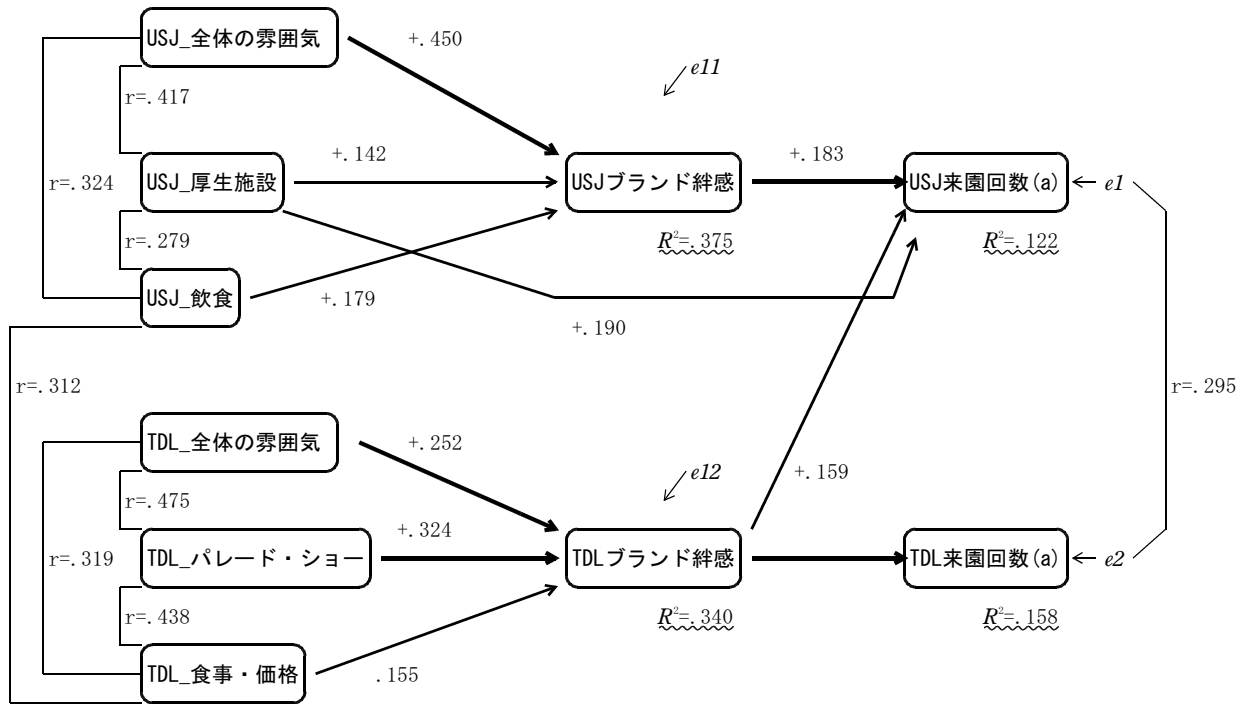 USJ_全体の雰囲気
+.450
e11
r=.417
+.142
+.183
r=.324
USJ_厚生施設
USJブランド絆感
USJ来園回数(a)
e1
r=.279
R²=.375
R²=.122
USJ_飲食
+.179
+.190
r=.312
r=.295
TDL_全体の雰囲気
+.252
e12
+.159
r=.475
+.324
r=.319
TDL_パレード・ショー
TDLブランド絆感
TDL来園回数(a)
e2
r=.438
R²=.340
R²=.158
TDL_食事・価格
.155